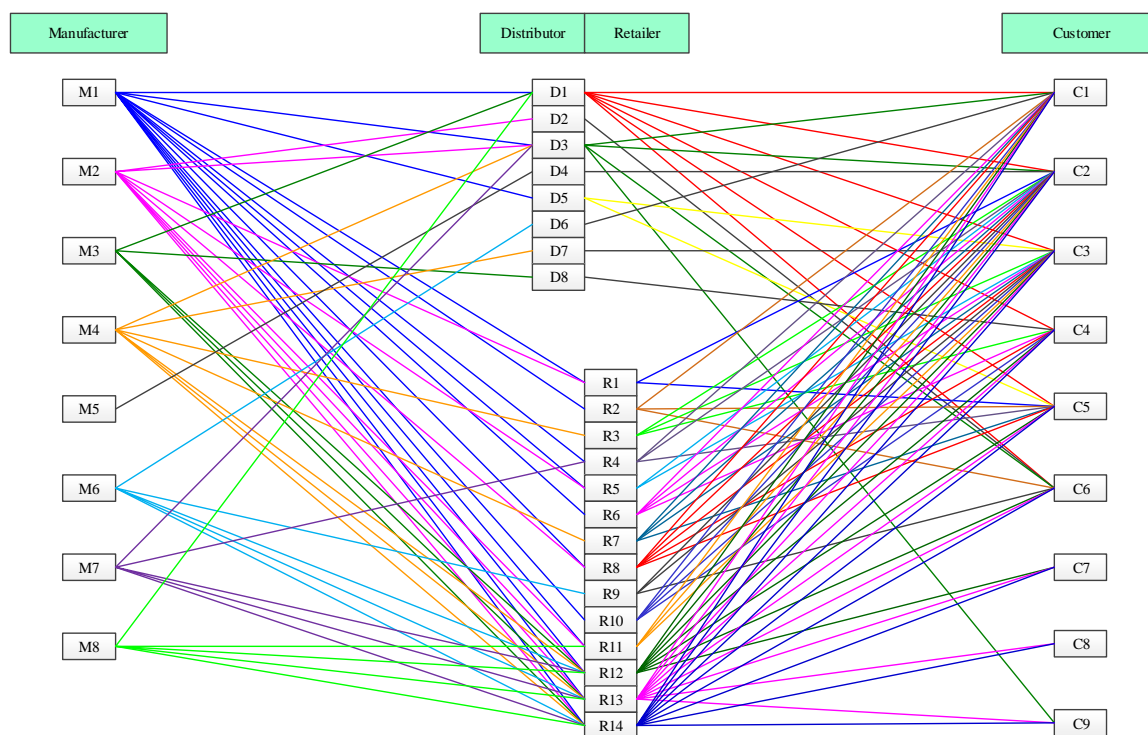 Manufacturer
Distributor
Retailer
Customer
M1
M2
M3
M4
M5
M6
M7
M8
D1
D2
D3
D4
D5
D6
D7
D8
R1
R2
R3
R4
R5
R6
R7
R8
R9
R10
R11
R12
R13
R14
C1
C2
C3
C4
C5
C6
C7
C8
C9